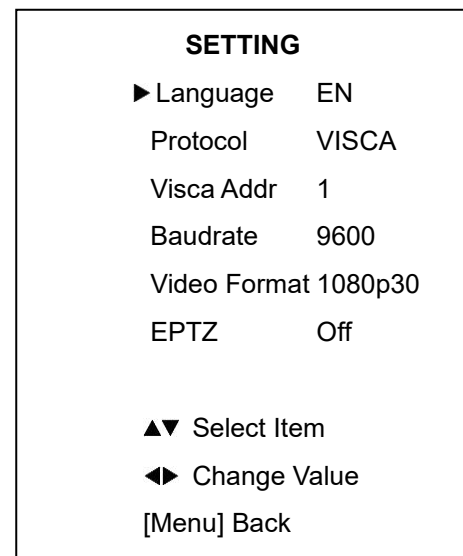 SETTING
▶Language EN
Protocol VISCA
Visca Addr 1
Baudrate 9600
Video Format 1080p30
EPTZ Off
▲▼ Select Item
◀▶ Change Value
[Menu] Back